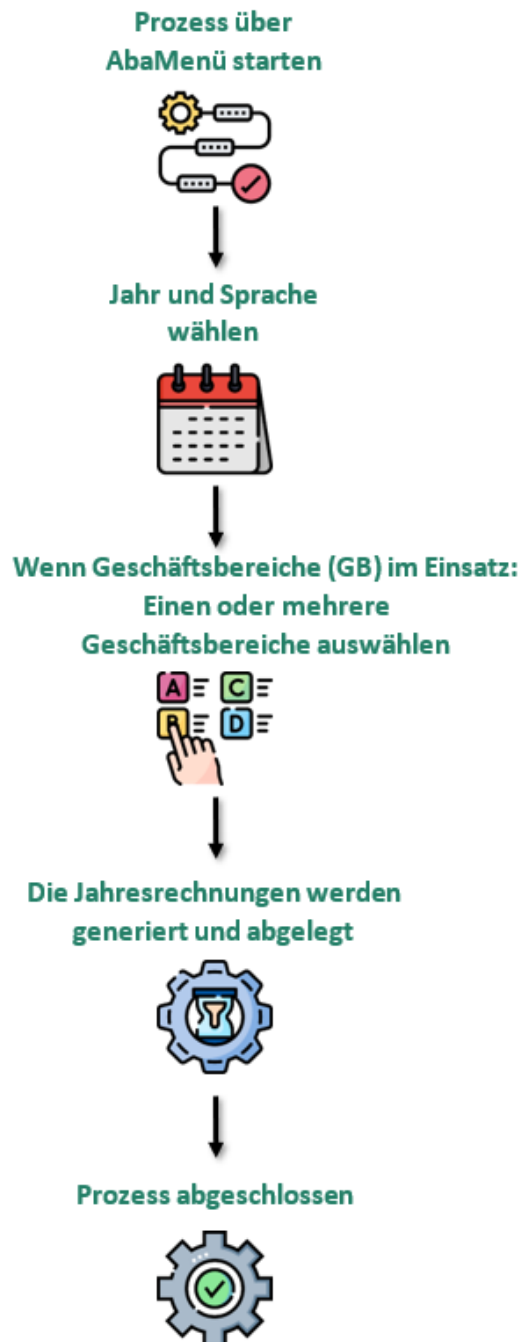 Prozess über
AbaMenü starten
Jahr und Sprache
wählen
Wenn Geschäftsbereiche (GB) im Einsatz:
Einen oder mehrere
Geschäftsbereiche auswählen
A C
B D
Die Jahresrechnungen werden
generiert und abgelegt
Prozess abgeschlossen